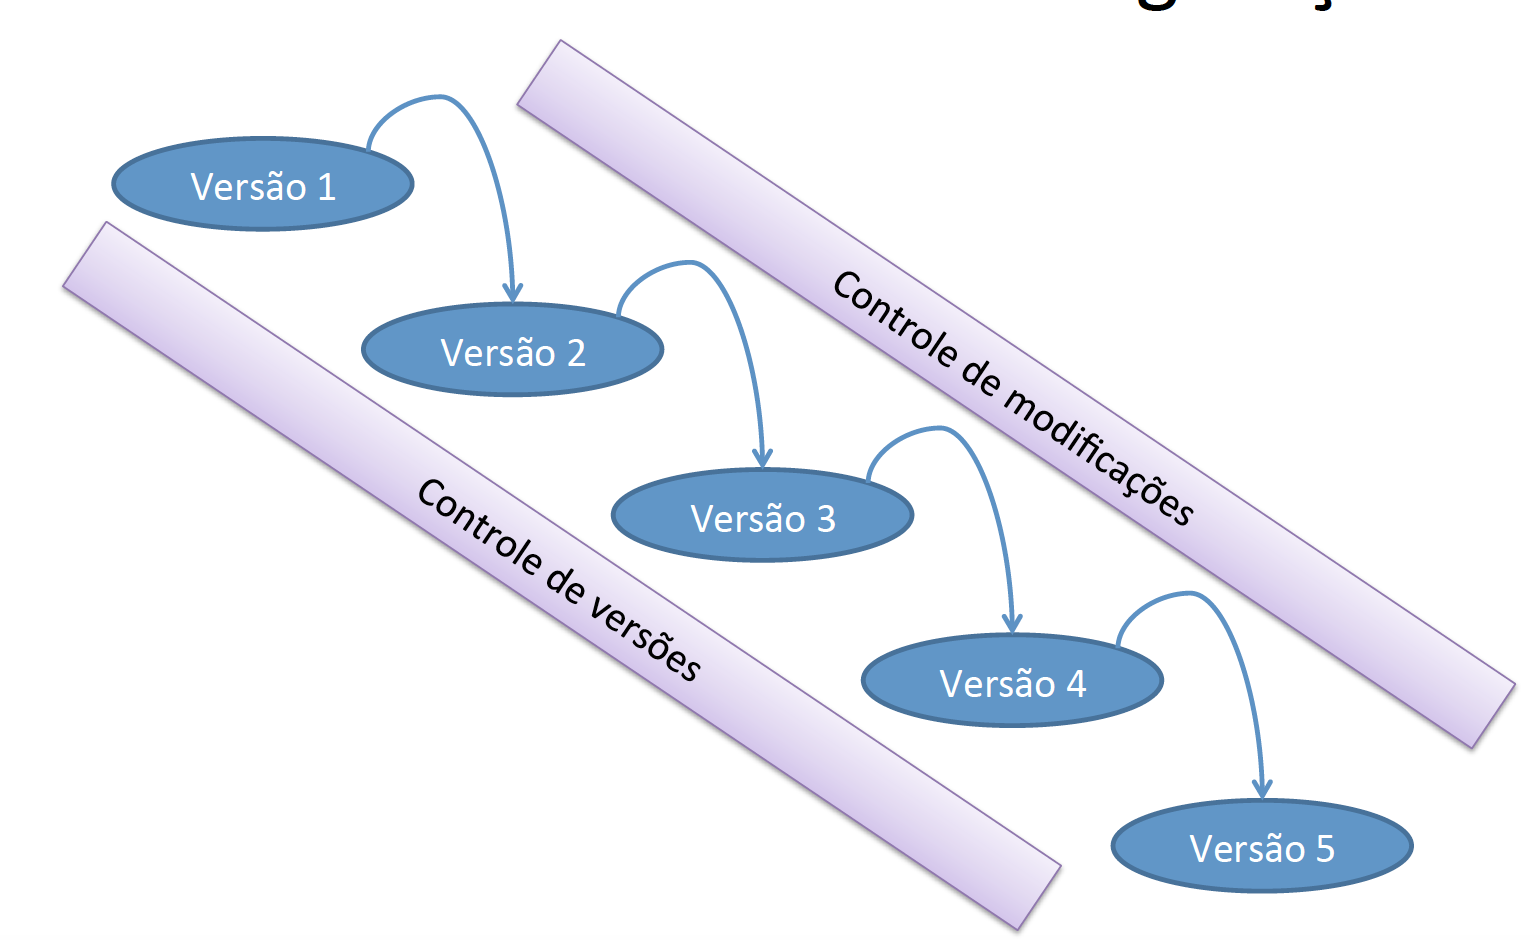 Versão 1
Versão 2
Controle de modificações
Versão 3
Controle de versões
Versão 4
Versão 5